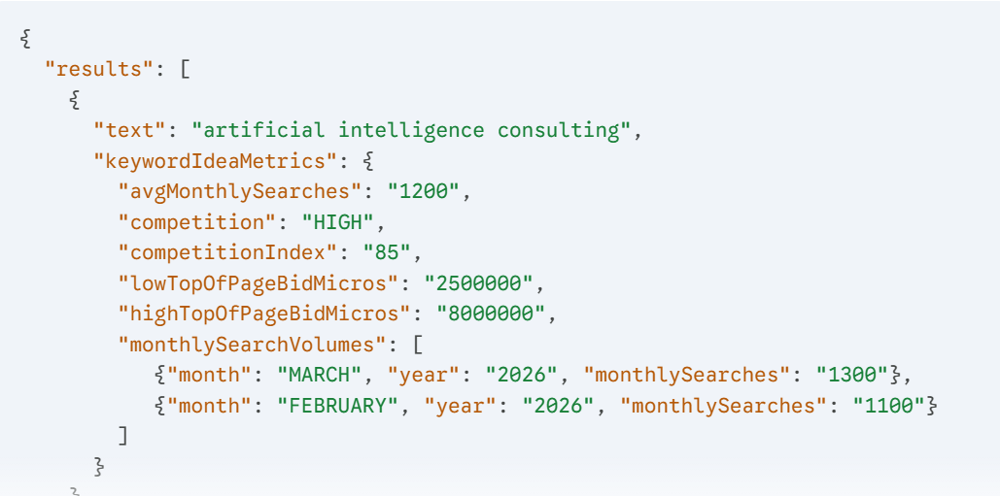 {
"results": [
{
"text": "artificial intelligence consulting",
"keywordIdeaMetrics": {
"avgMonthlySearches": "1200",
"competition": "HIGH",
"competitionIndex": "85",
"lowTopOfPageBidMicros": "2500000",
"highTopOfPageBidMicros": "8000000",
"monthlySearchVolumes": [
{"month": "MARCH", "year": "2026", "monthlySearches": "1300"},
{"month": "FEBRUARY", "year": "2026", "monthlySearches": "1100"}
]
}
}